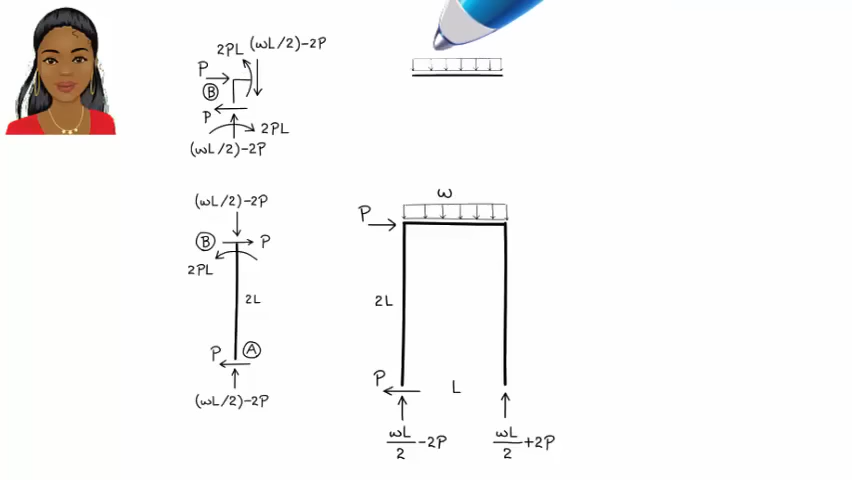 2PL (ωL/2)-2P
P
B
P
2PL
(ωL/2)-2P
(ωL/2)-2P
B P
2PL
2L
P A
(ωL/2)-2P
ω
P
2L
P
L
ωL/2 -2P ωL/2 +2P